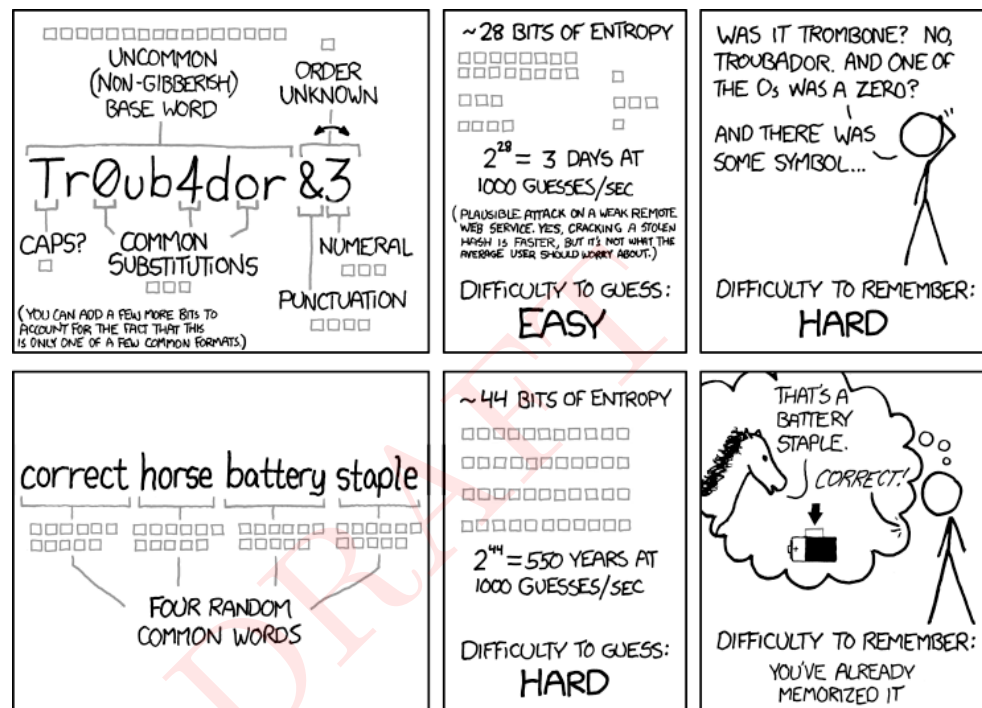 UNCOMMON
(NON-GIBBERISH)
BASE WORD
ORDER
UNKNOWN
Tr0ub4dor &3
CAPS?
COMMON
SUBSTITUTIONS
NUMERAL
PUNCTUATION
(YOU CAN ADD A FEW MORE BITS TO
ACCOUNT FOR THE FACT THAT THIS
IS ONLY ONE OF A FEW COMMON FORMATS.)
~28 BITS OF ENTROPY
2^28 = 3 DAYS AT
1000 GUESSES/SEC
(PLAUSIBLE ATTACK ON A WEAK REMOTE
WEB SERVICE. YES, CRACKING A STOLEN
HASH IS FASTER, BUT IT'S NOT WHAT THE
AVERAGE USER SHOULD WORRY ABOUT.)
DIFFICULTY TO GUESS:
EASY
WAS IT TROMBONE? NO,
TROUBADOR. AND ONE OF
THE Os WAS A ZERO?
AND THERE WAS
SOME SYMBOL...
DIFFICULTY TO REMEMBER:
HARD
correct horse battery staple
FOUR RANDOM
COMMON WORDS
~44 BITS OF ENTROPY
2^44 = 550 YEARS AT
1000 GUESSES/SEC
DIFFICULTY TO GUESS:
HARD
THAT'S A
BATTERY
STAPLE.
CORRECT!
DIFFICULTY TO REMEMBER:
YOU'VE ALREADY
MEMORIZED IT
DRAFT